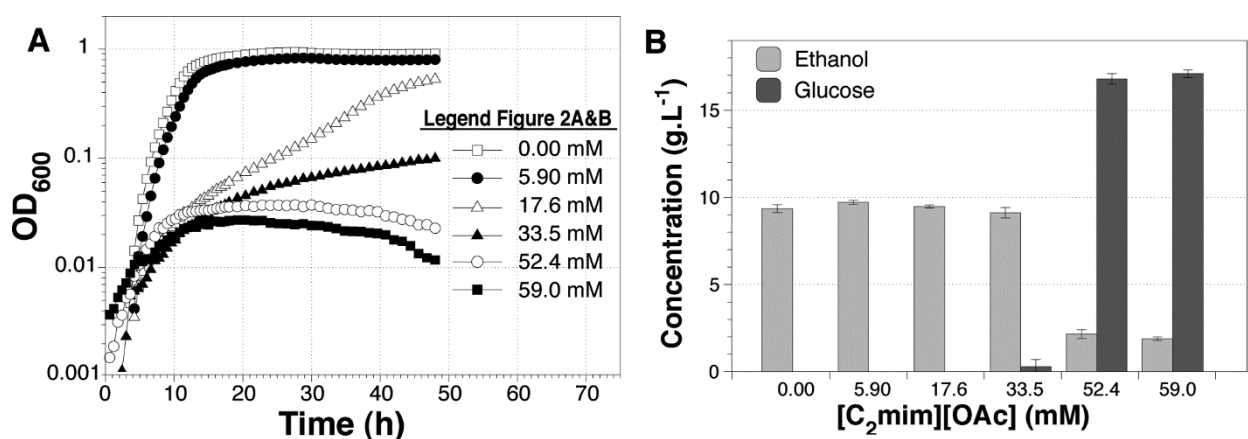 A
OD600
1
0.1
0.01
0.001
0
10
20
30
40
50
60
70
Time (h)
Legend Figure 2A&B
0.00 mM
5.90 mM
17.6 mM
33.5 mM
52.4 mM
59.0 mM
B
Ethanol
Glucose
Concentration (g.L-1)
15
10
5
0
0.00
5.90
17.6
33.5
52.4
59.0
[C2mim][OAc] (mM)